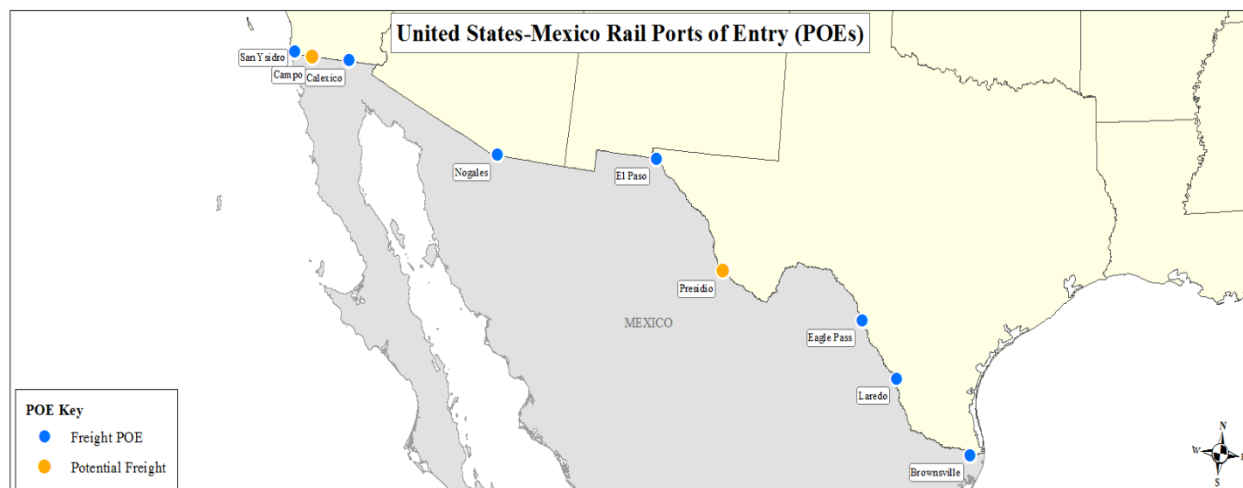 United States-Mexico Rail Ports of Entry (POEs)
San Ysidro
Campo
Calexico
Nogales
El Paso
Presidio
MEXICO
Eagle Pass
Laredo
Brownsville
POE Key
Freight POE
Potential Freight
N
W
E
S